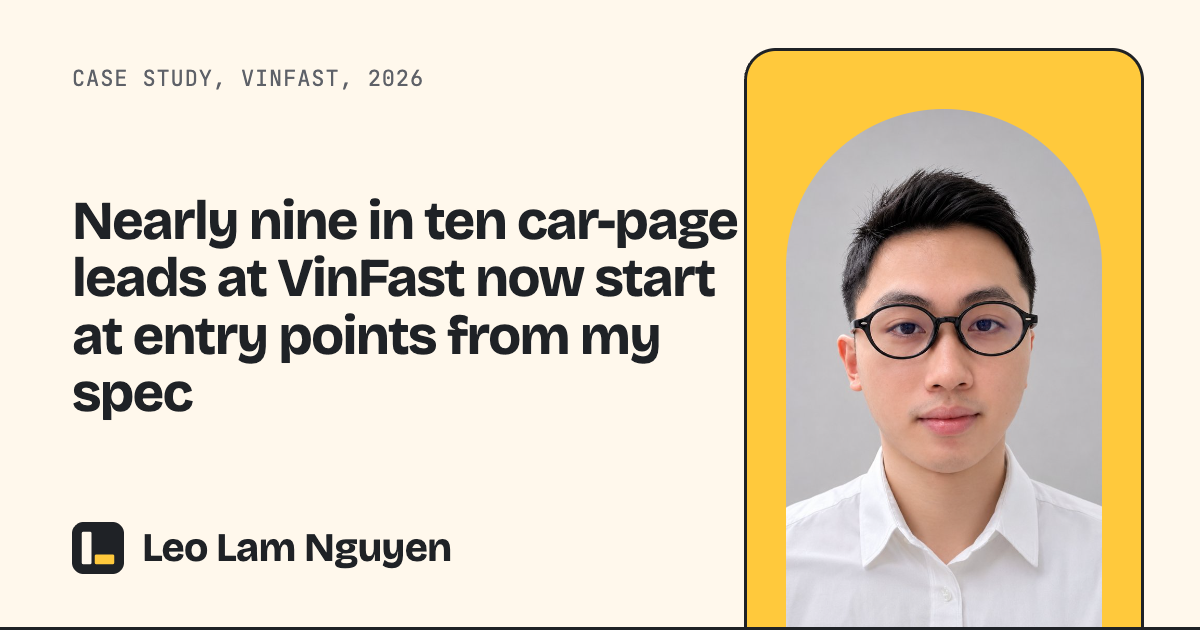 CASE STUDY, VINFAST, 2026
Nearly nine in ten car-page
leads at VinFast now start
at entry points from my
spec
Leo Lam Nguyen